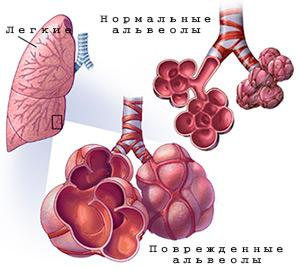 Легкие
Нормальные
альвеолы
Поврежденные
альвеолы